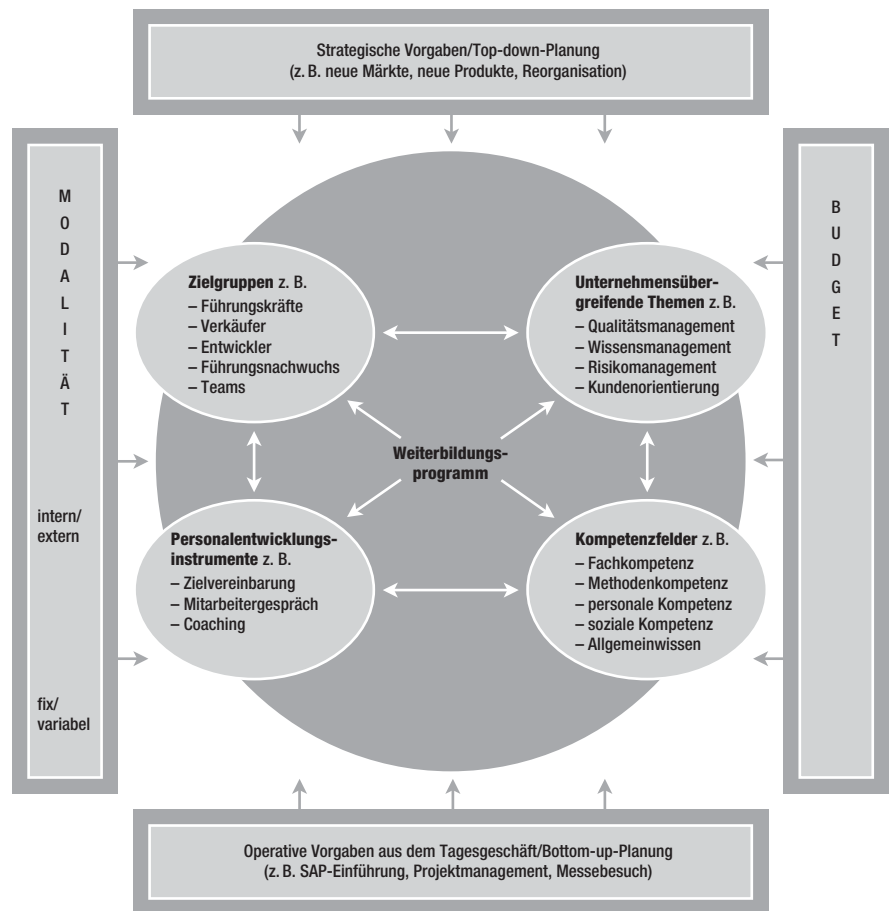 Strategische Vorgaben/Top-down-Planung
(z. B. neue Märkte, neue Produkte, Reorganisation)
M
O
D
A
L
I
T
Ä
T
intern/
extern
fix/
variabel
Zielgruppen z. B.
– Führungskräfte
– Verkäufer
– Entwickler
– Führungsnachwuchs
– Teams
Unternehmensüber-
greifende Themen z. B.
– Qualitätsmanagement
– Wissensmanagement
– Risikomanagement
– Kundenorientierung
Weiterbildungs-
programm
Personalentwicklungs-
instrumente z. B.
– Zielvereinbarung
– Mitarbeitergespräch
– Coaching
Kompetenzfelder z. B.
– Fachkompetenz
– Methodenkompetenz
– personale Kompetenz
– soziale Kompetenz
– Allgemeinwissen
B
U
D
G
E
T
Operative Vorgaben aus dem Tagesgeschäft/Bottom-up-Planung
(z. B. SAP-Einführung, Projektmanagement, Messebesuch)